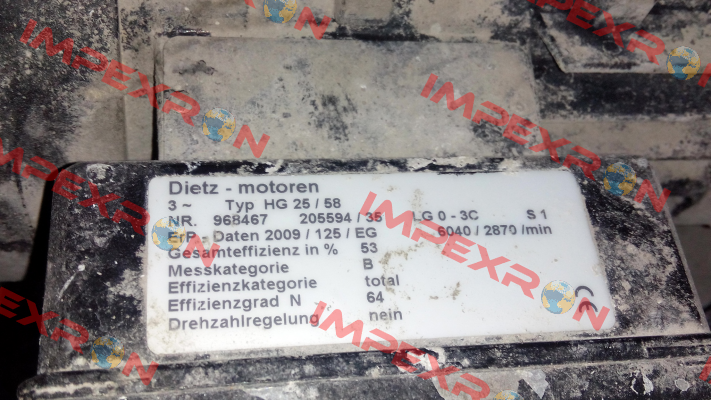 Dietz - motoren
3 ~ Typ HG 25 / 58
NR. 968467 205594 / 35 LG 0 - 3C S 1
ErP - Daten 2009 / 125 / EG 6040 / 2870 /min
Gesamteffizienz in % 53
Messkategorie B
Effizienzkategorie total
Effizienzgrad N 64
Drehzahlregelung nein
CE
IMPEXRON
IMPEXRON
IMPEXRON
IMPEXRON
IMPEXRON
IMPEXRON